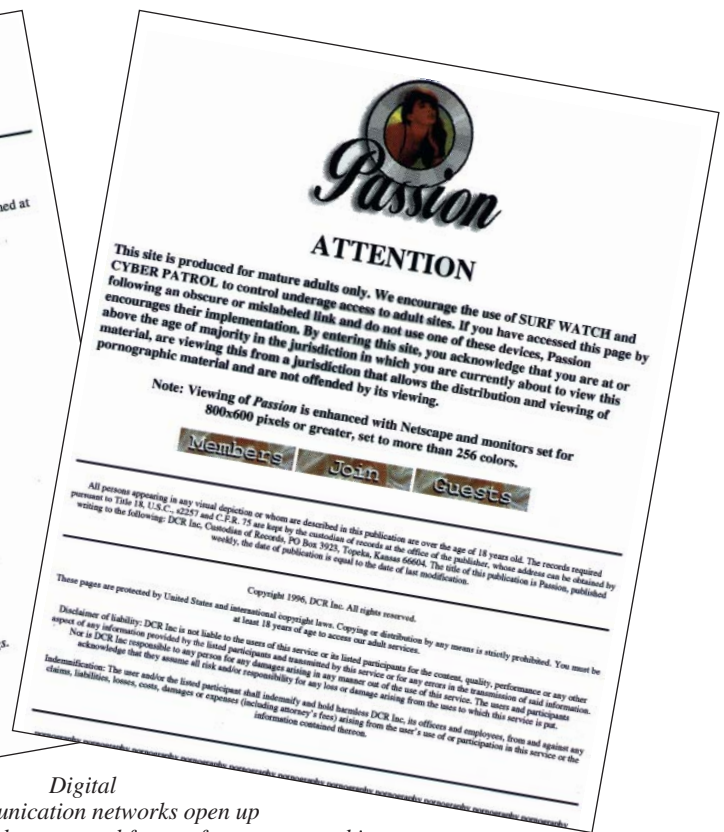 ned at
gs.
Passion
ATTENTION
This site is produced for mature adults only. We encourage the use of SURF WATCH and
CYBER PATROL to control underage access to adult sites. If you have accessed this page by
following an obscure or mislabeled link and do not use one of these devices, Passion
encourages their implementation. By entering this site, you acknowledge that you are at or
above the age of majority in the jurisdiction in which you are currently about to view this
material, are viewing this from a jurisdiction that allows the distribution and viewing of
pornographic material and are not offended by its viewing.
Note: Viewing of Passion is enhanced with Netscape and monitors set for
800x600 pixels or greater, set to more than 256 colors.
Members Join Guests
All persons appearing in any visual depiction or whom are described in this publication are over the age of 18 years old. The records required
pursuant to Title 18, U.S.C., s2257 and C.F.R. 75 are kept by the custodian of records at the office of the publisher, whose address can be obtained by
writing to the following: DCR Inc, Custodian of Records, PO Box 3923, Topeka, Kansas 66604. The title of this publication is Passion, published
weekly, the date of publication is equal to the date of last modification.
Copyright 1996, DCR Inc. All rights reserved.
These pages are protected by United States and international copyright laws. Copying or distribution by any means is strictly prohibited. You must be
at least 18 years of age to access our adult services.
Disclaimer of liability: DCR Inc is not liable to the users of this service or its listed participants for the content, quality, performance or any other
aspect of any information provided by the listed participants and transmitted by this service or for any errors in the transmission of said information.
Nor is DCR Inc responsible to any person for any damages arising in any manner out of the use of this service. The users and participants
acknowledge that they assume all risk and/or responsibility for any loss or damage arising from the uses to which this service is put.
Indemnification: The user and/or the listed participant shall indemnify and hold harmless DCR Inc, its officers and employees, from and against any
claims, liabilities, losses, costs, damages or expenses (including attorney's fees) arising from the user's use of or participation in this service or the
information contained thereon.
pornography pornography pornography pornography pornography pornography pornography
Digital
unication networks open up